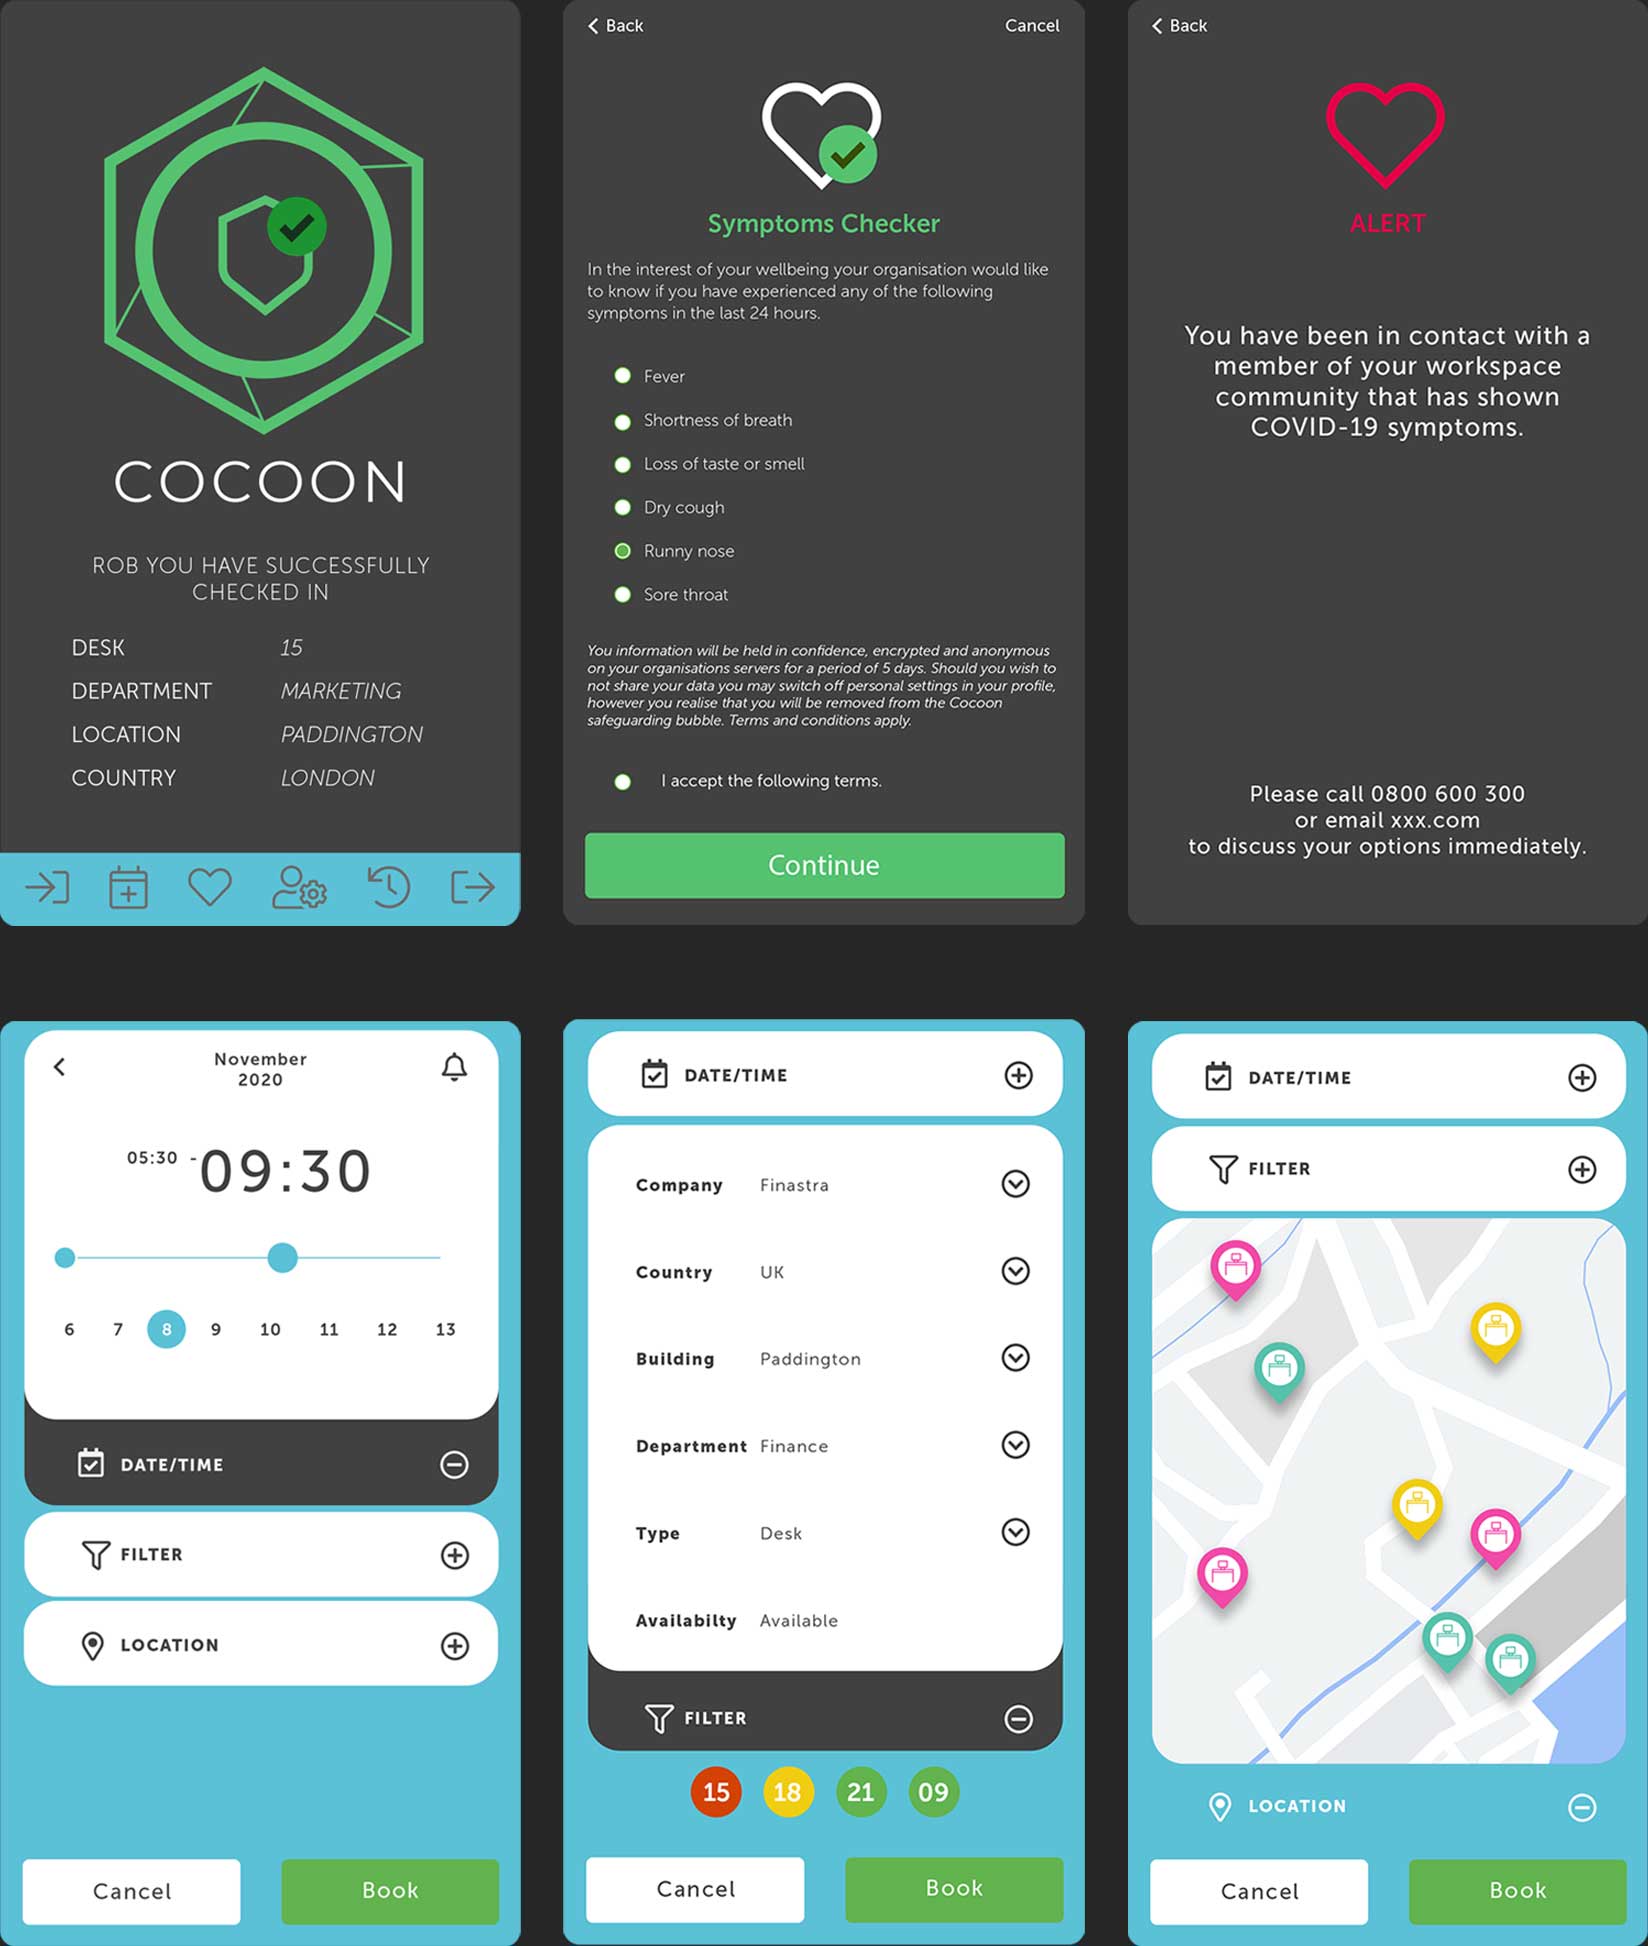 COCOON
ROB YOU HAVE SUCCESSFULLY
CHECKED IN
DESK 15
DEPARTMENT MARKETING
LOCATION PADDINGTON
COUNTRY LONDON
Back Cancel
Symptoms Checker
In the interest of your wellbeing your organisation would like
to know if you have experienced any of the following
symptoms in the last 24 hours.
Fever
Shortness of breath
Loss of taste or smell
Dry cough
Runny nose
Sore throat
You information will be held in confidence, encrypted and anonymous
on your organisations servers for a period of 5 days. Should you wish to
not share your data you may switch off personal settings in your profile,
however you realise that you will be removed from the Cocoon
safeguarding bubble. Terms and conditions apply.
I accept the following terms.
Continue
Back
ALERT
You have been in contact with a
member of your workspace
community that has shown
COVID-19 symptoms.
Please call 0800 600 300
or email xxx.com
to discuss your options immediately.
November
2020
05:30 - 09:30
6 7 8 9 10 11 12 13
DATE/TIME
FILTER
LOCATION
Cancel Book
DATE/TIME
Company Finastra
Country UK
Building Paddington
Department Finance
Type Desk
Availabilty Available
FILTER
15 18 21 09
Cancel Book
DATE/TIME
FILTER
LOCATION
Cancel Book